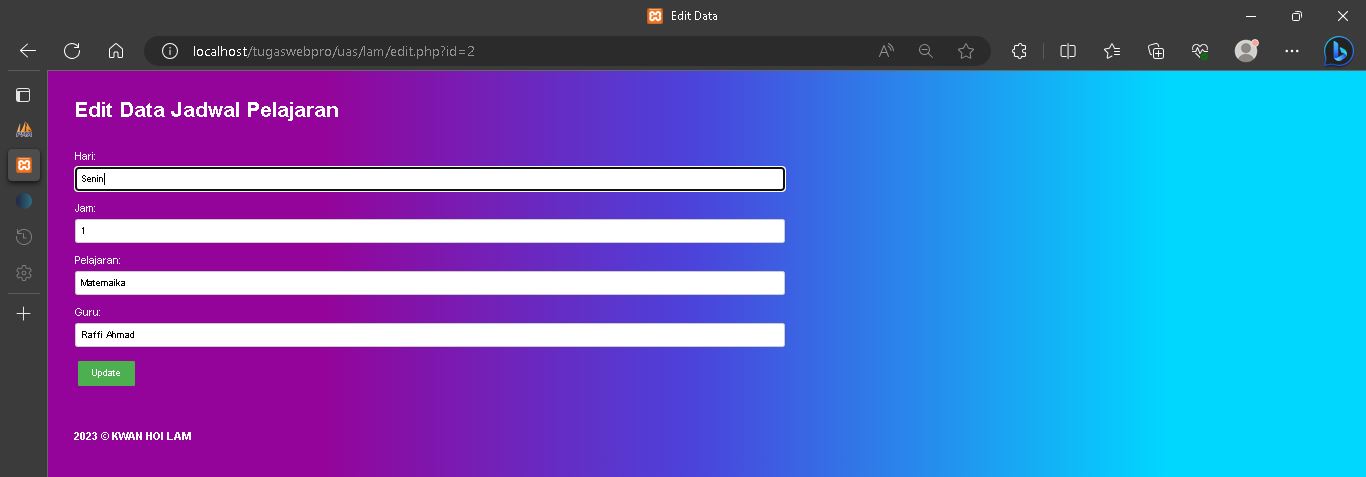 Edit Data
localhost/tugaswebpro/uas/lam/edit.php?id=2
Edit Data Jadwal Pelajaran
Hari:
Senin
Jam:
1
Pelajaran:
Matemaika
Guru:
Raffi Ahmad
Update
2023 © KWAN HOI LAM